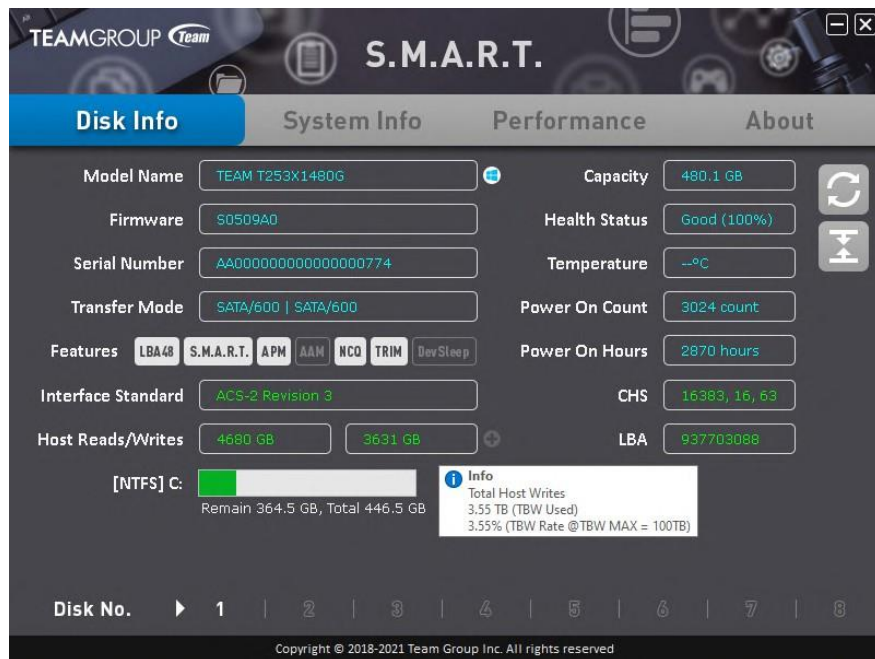 TEAMGROUP Team
S.M.A.R.T.
Disk Info System Info Performance About
Model Name TEAM T253X1480G Capacity 480.1 GB
Firmware S0509A0 Health Status Good (100%)
Serial Number AA000000000000000774 Temperature --°C
Transfer Mode SATA/600 | SATA/600 Power On Count 3024 count
Features LBA48 S.M.A.R.T. APM AAM NCQ TRIM DevSleep Power On Hours 2870 hours
Interface Standard ACS-2 Revision 3 CHS 16383, 16, 63
Host Reads/Writes 4680 GB 3631 GB LBA 937703088
[NTFS] C:
Remain 364.5 GB, Total 446.5 GB
Info
Total Host Writes
3.55 TB (TBW Used)
3.55% (TBW Rate @TBW MAX = 100TB)
Disk No. 1 | 2 | 3 | 4 | 5 | 6 | 7 | 8
Copyright © 2018-2021 Team Group Inc. All rights reserved